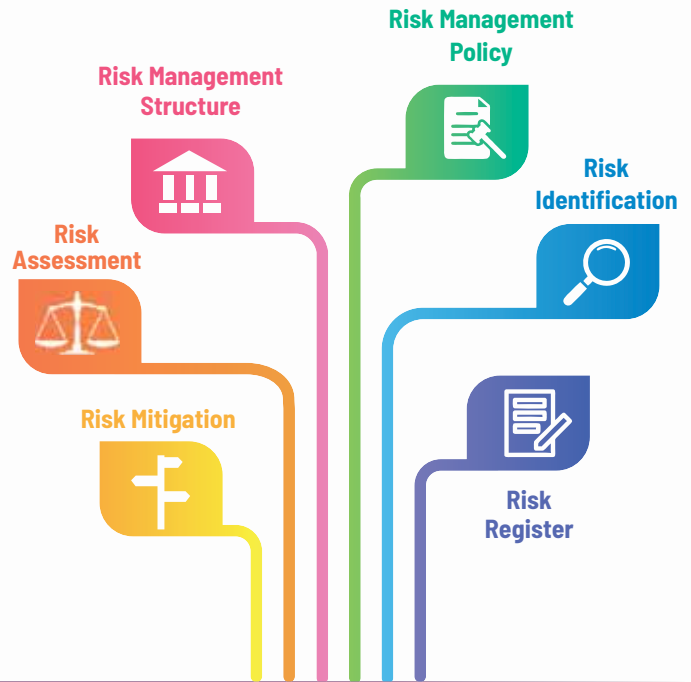 Risk Management
Policy
Risk Management
Structure
Risk
Identification
Risk
Assessment
Risk Mitigation
Risk
Register